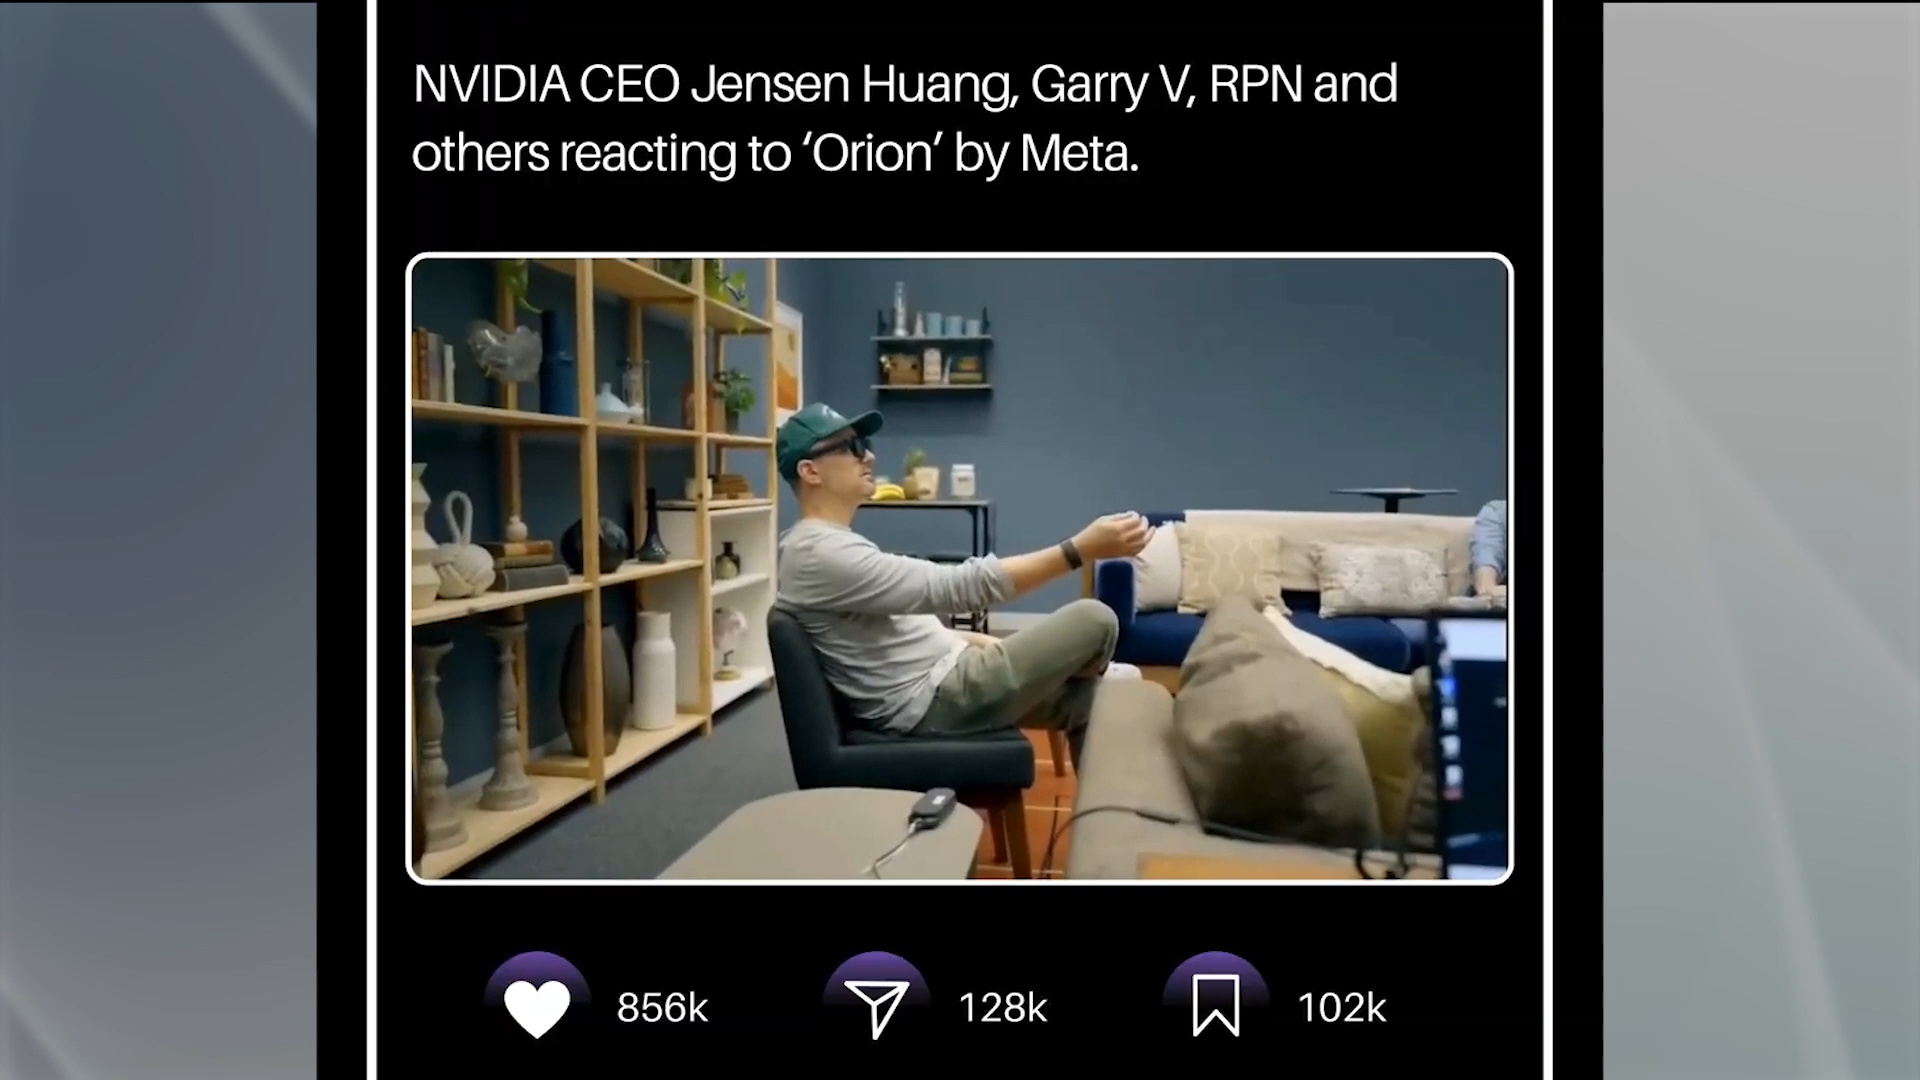 NVIDIA CEO Jensen Huang, Garry V, RPN and
others reacting to ‘Orion’ by Meta.
856k
128k
102k